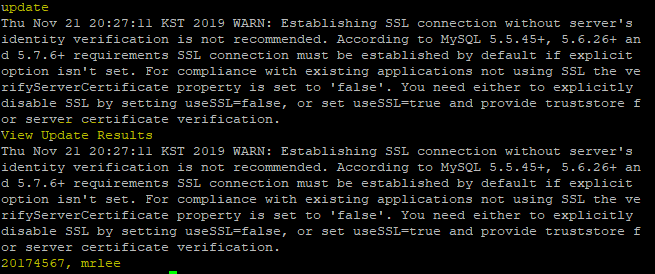 update
Thu Nov 21 20:27:11 KST 2019 WARN: Establishing SSL connection without server's
identity verification is not recommended. According to MySQL 5.5.45+, 5.6.26+ an
d 5.7.6+ requirements SSL connection must be established by default if explicit
option isn't set. For compliance with existing applications not using SSL the ve
rifyServerCertificate property is set to 'false'. You need either to explicitly
disable SSL by setting useSSL=false, or set useSSL=true and provide truststore f
or server certificate verification.
View Update Results
Thu Nov 21 20:27:11 KST 2019 WARN: Establishing SSL connection without server's
identity verification is not recommended. According to MySQL 5.5.45+, 5.6.26+ an
d 5.7.6+ requirements SSL connection must be established by default if explicit
option isn't set. For compliance with existing applications not using SSL the ve
rifyServerCertificate property is set to 'false'. You need either to explicitly
disable SSL by setting useSSL=false, or set useSSL=true and provide truststore f
or server certificate verification.
20174567, mrlee